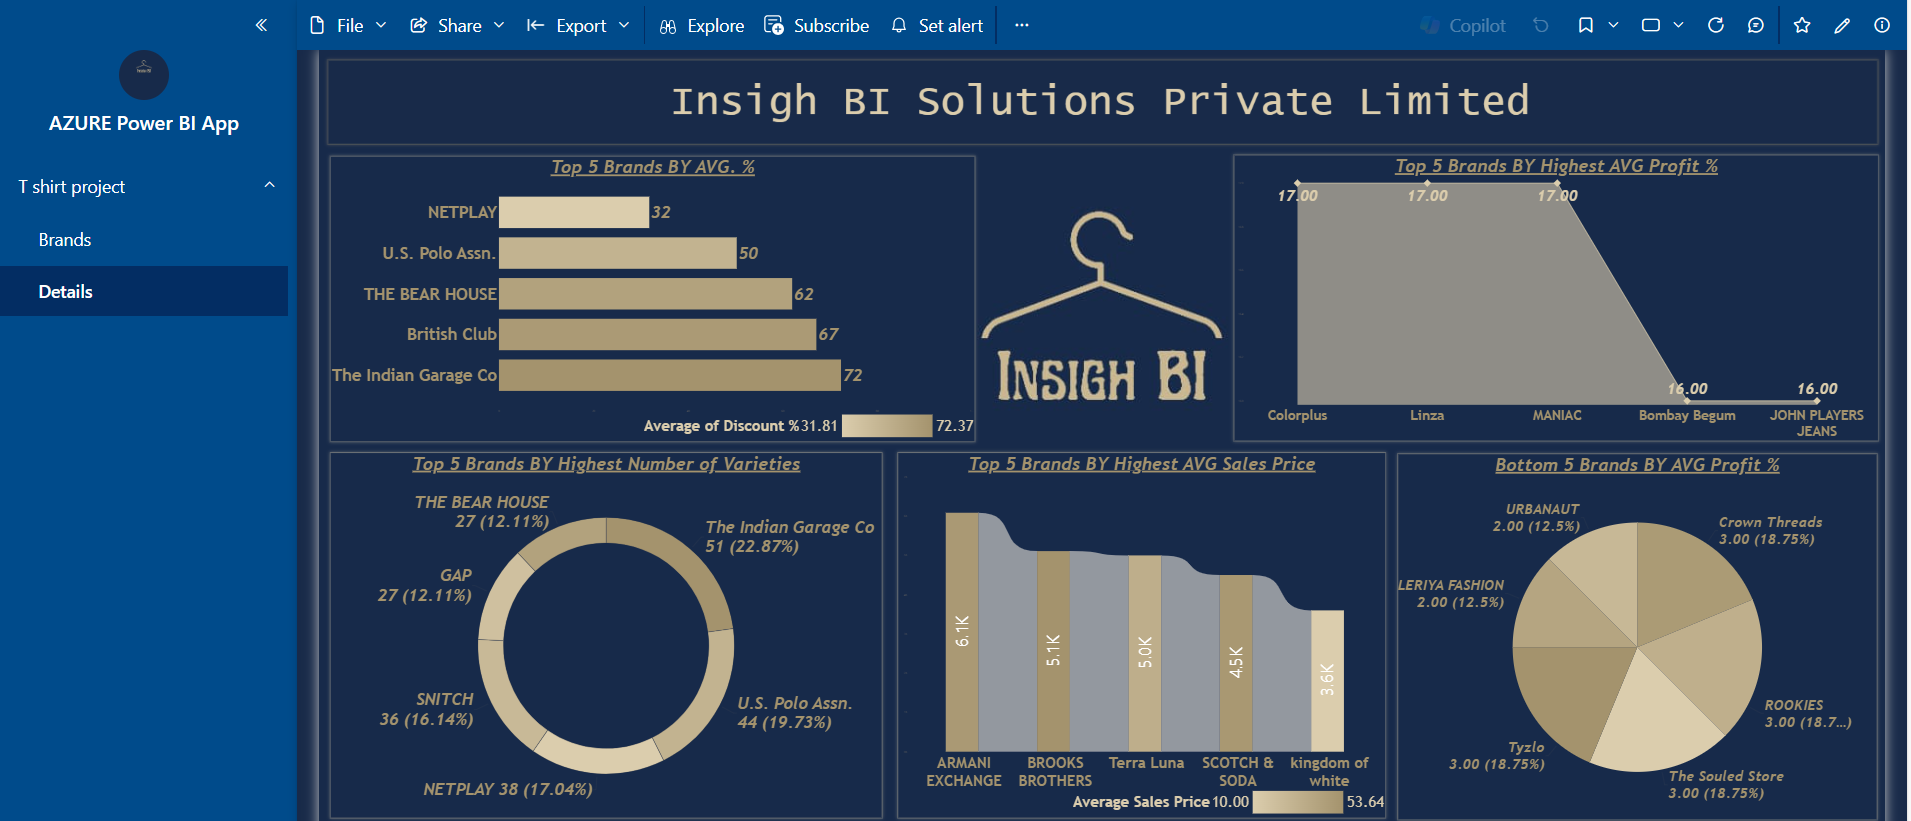 File
Share
Export
Explore
Subscribe
Set alert
...
Copilot
Insigh BI
AZURE Power BI App
T shirt project
Brands
Details
Insigh BI Solutions Private Limited
Top 5 Brands BY AVG. %
NETPLAY 32
U.S. Polo Assn. 50
THE BEAR HOUSE 62
British Club 67
The Indian Garage Co 72
Average of Discount % 31.81 72.37
INSIGH BI
Top 5 Brands BY Highest AVG Profit %
17.00 17.00 17.00
16.00 16.00
Colorplus Linza MANIAC Bombay Begum JOHN PLAYERS
JEANS
Top 5 Brands BY Highest Number of Varieties
THE BEAR HOUSE
27 (12.11%)
The Indian Garage Co
51 (22.87%)
GAP
27 (12.11%)
SNITCH
36 (16.14%)
U.S. Polo Assn.
44 (19.73%)
NETPLAY 38 (17.04%)
Top 5 Brands BY Highest AVG Sales Price
6.1K
5.1K
5.0K
4.5K
3.6K
ARMANI
EXCHANGE
BROOKS
BROTHERS
Terra Luna
SCOTCH &
SODA
kingdom of
white
Average Sales Price 10.00 53.64
Bottom 5 Brands BY AVG Profit %
URBANAUT
2.00 (12.5%)
Crown Threads
3.00 (18.75%)
LERIYA FASHION
2.00 (12.5%)
ROOKIES
3.00 (18.7...)
Tyzlo
3.00 (18.75%)
The Souled Store
3.00 (18.75%)